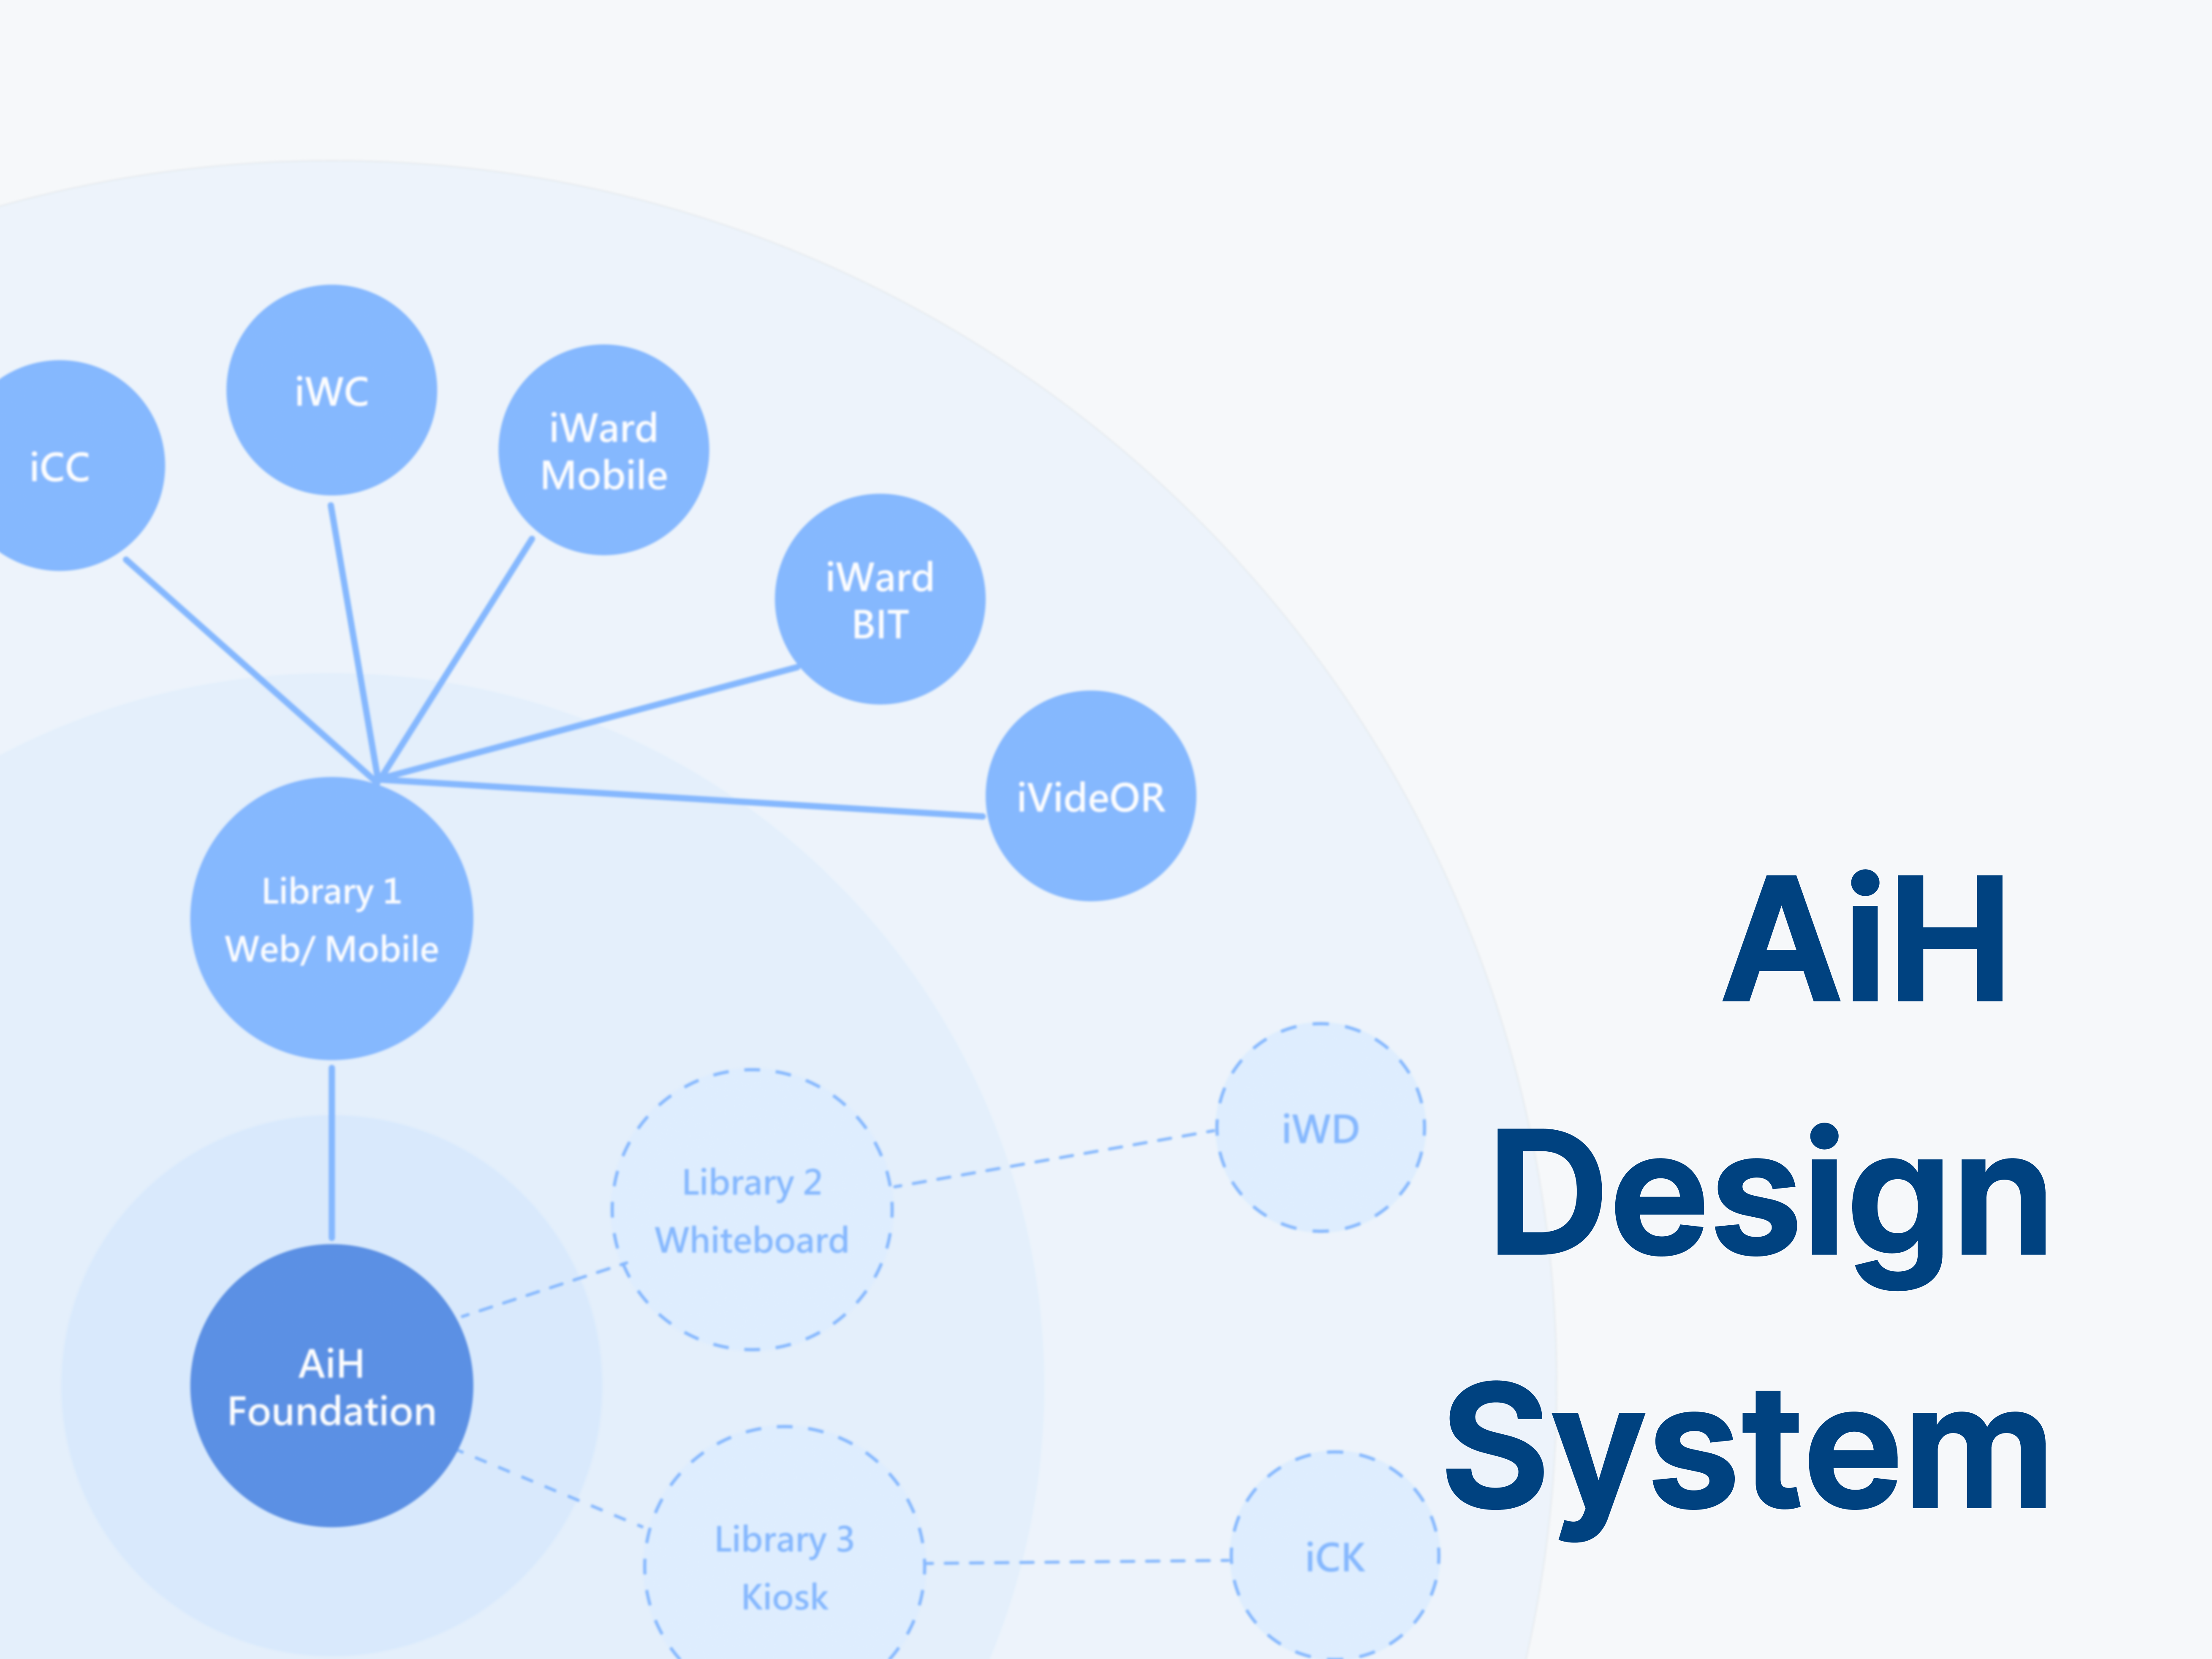 iCC
iWC
iWard
Mobile
iWard
BIT
iVideOR
Library 1
Web/ Mobile
Library 2
Whiteboard
iWD
AiH
Foundation
Library 3
Kiosk
iCK
AiH
Design
System